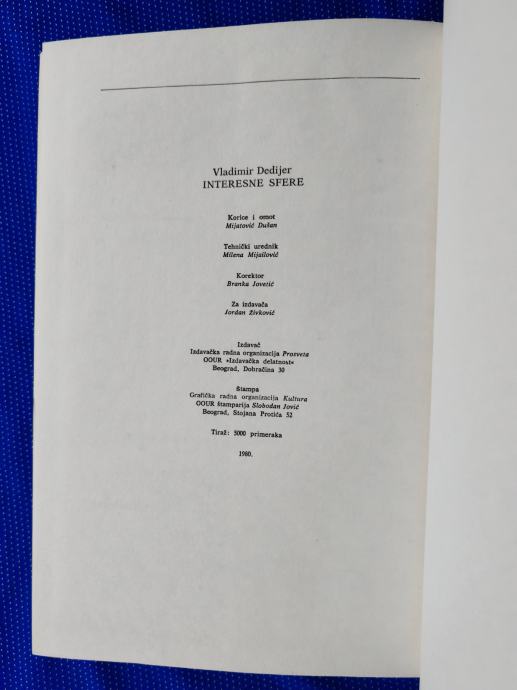 Vladimir Dedijer
INTERESNE SFERE
Korice i omot
Mijatović Dušan
Tehnički urednik
Milena Mijailović
Korektor
Branka Jovetić
Za izdavača
Jordan Živković
Izdavač
Izdavačka radna organizacija Prosveta
OOUR »Izdavačka delatnost«
Beograd, Dobračina 30
Štampa
Grafička radna organizacija Kultura
OOUR štamparija Slobodan Jović
Beograd, Stojana Protića 52
Tiraž: 5000 primeraka
1980.